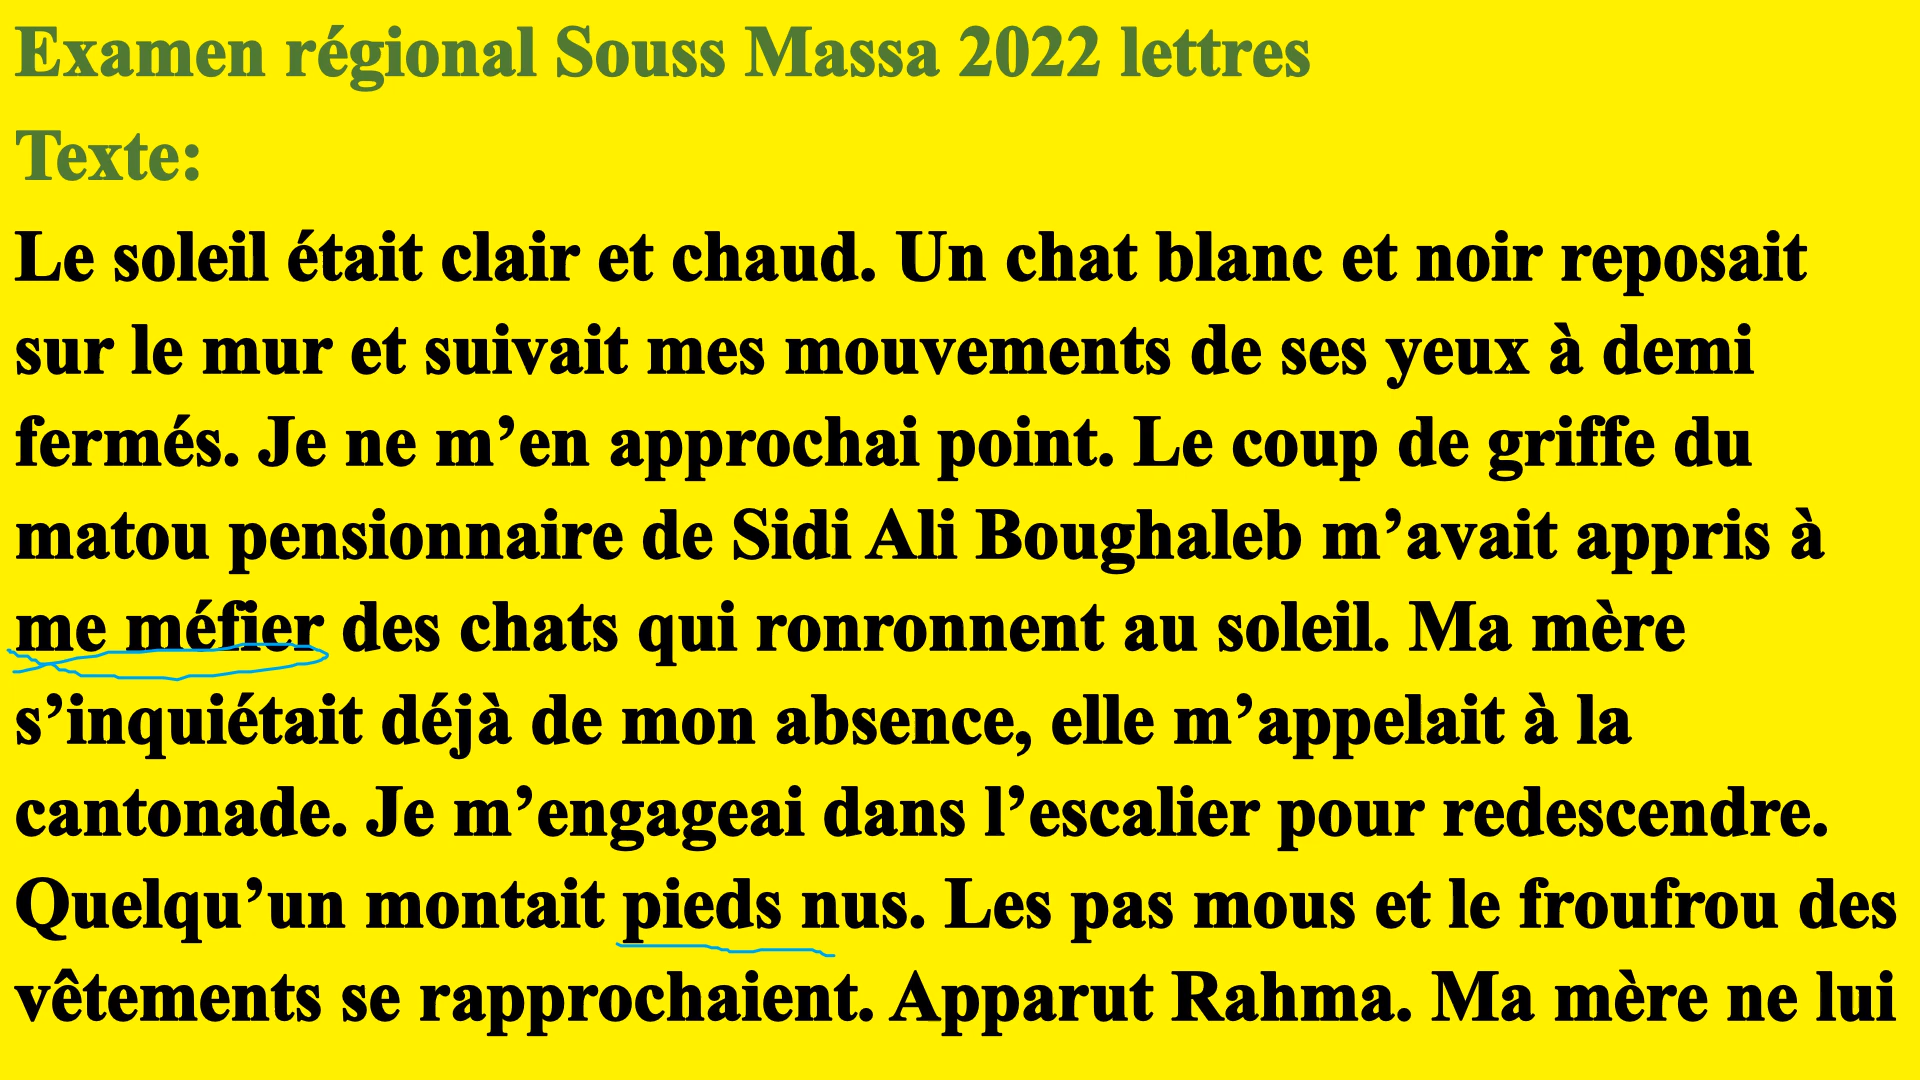 Examen régional Souss Massa 2022 lettres
Texte:
Le soleil était clair et chaud. Un chat blanc et noir reposait
sur le mur et suivait mes mouvements de ses yeux à demi
fermés. Je ne m’en approchai point. Le coup de griffe du
matou pensionnaire de Sidi Ali Boughaleb m’avait appris à
me méfier des chats qui ronronnent au soleil. Ma mère
s’inquiétait déjà de mon absence, elle m’appelait à la
cantonade. Je m’engageai dans l’escalier pour redescendre.
Quelqu’un montait pieds nus. Les pas mous et le froufrou des
vêtements se rapprochaient. Apparut Rahma. Ma mère ne lui